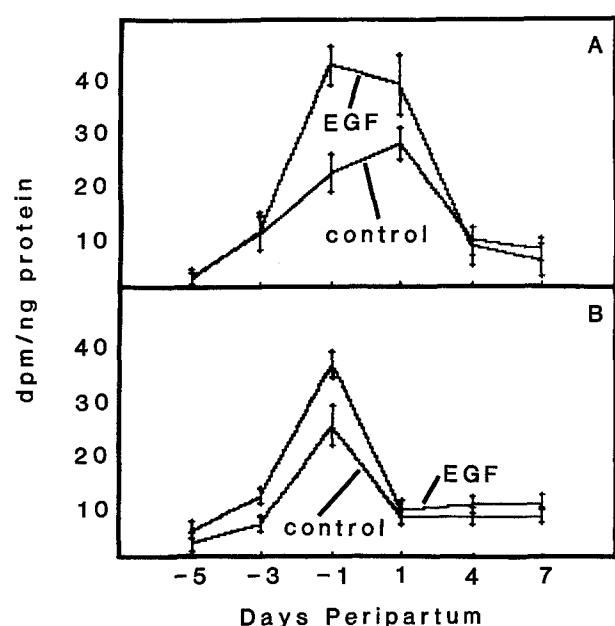 A
40
30
20
10
EGF
control
B
40
30
20
10
EGF
control
dpm/ng protein
-5 -3 -1 1 4 7
Days Peripartum